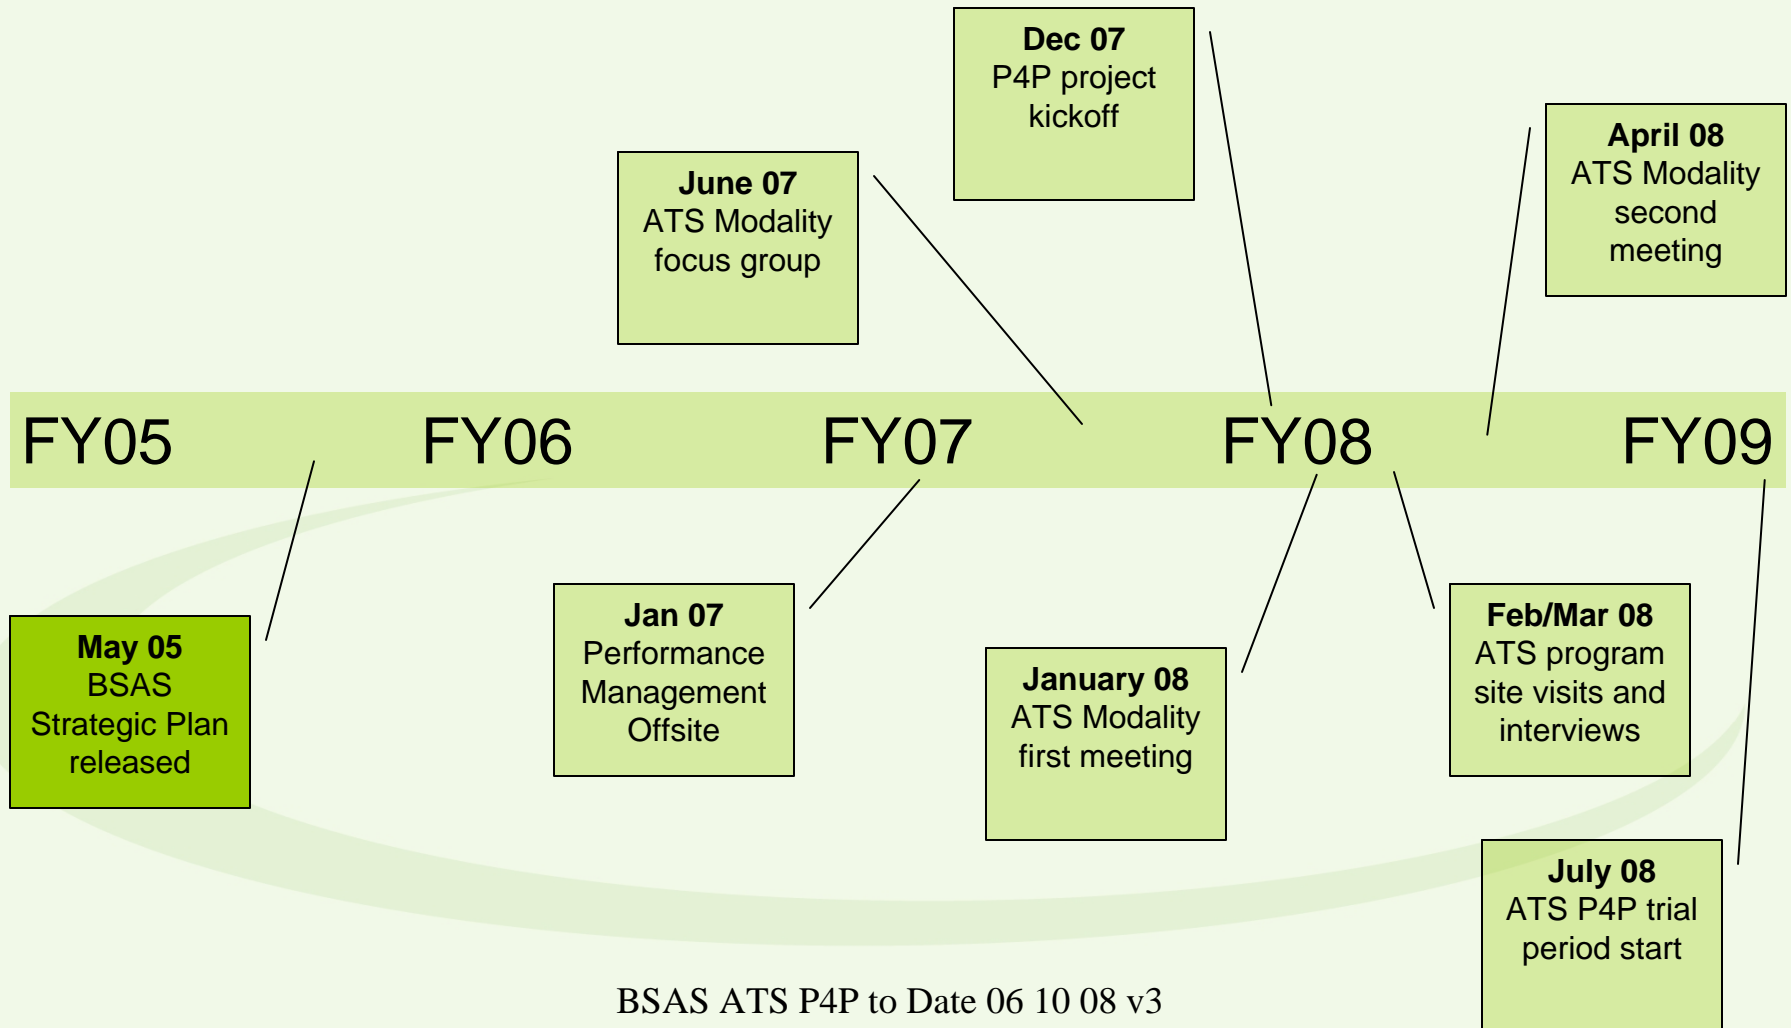 Dec 07
P4P project
kickoff
April 08
ATS Modality
second
meeting
June 07
ATS Modality
focus group
FY05 FY06 FY07 FY08 FY09
May 05
BSAS
Strategic Plan
released
Jan 07
Performance
Management
Offsite
January 08
ATS Modality
first meeting
Feb/Mar 08
ATS program
site visits and
interviews
July 08
ATS P4P trial
period start
BSAS ATS P4P to Date 06 10 08 v3